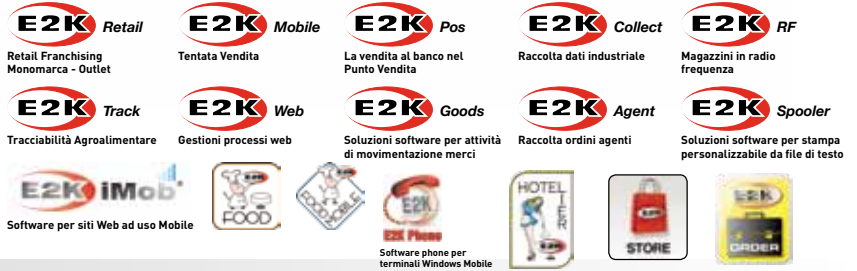 E2K Retail
Retail Franchising
Monomarca - Outlet
E2K Mobile
Tentata Vendita
E2K Pos
La vendita al banco nel
Punto Vendita
E2K Collect
Raccolta dati industriale
E2K RF
Magazzini in radio
frequenza
E2K Track
Tracciabilità Agroalimentare
E2K Web
Gestioni processi web
E2K Goods
Soluzioni software per attività
di movimentazione merci
E2K Agent
Raccolta ordini agenti
E2K Spooler
Soluzioni software per stampa
personalizzabile da file di testo
E2K iMob
Software per siti Web ad uso Mobile
FOOD
FOOD MOBILE
E2K
E2K Phone
Software phone per
terminali Windows Mobile
HOTEL
IER
E2K
STORE
E2K
ORDER